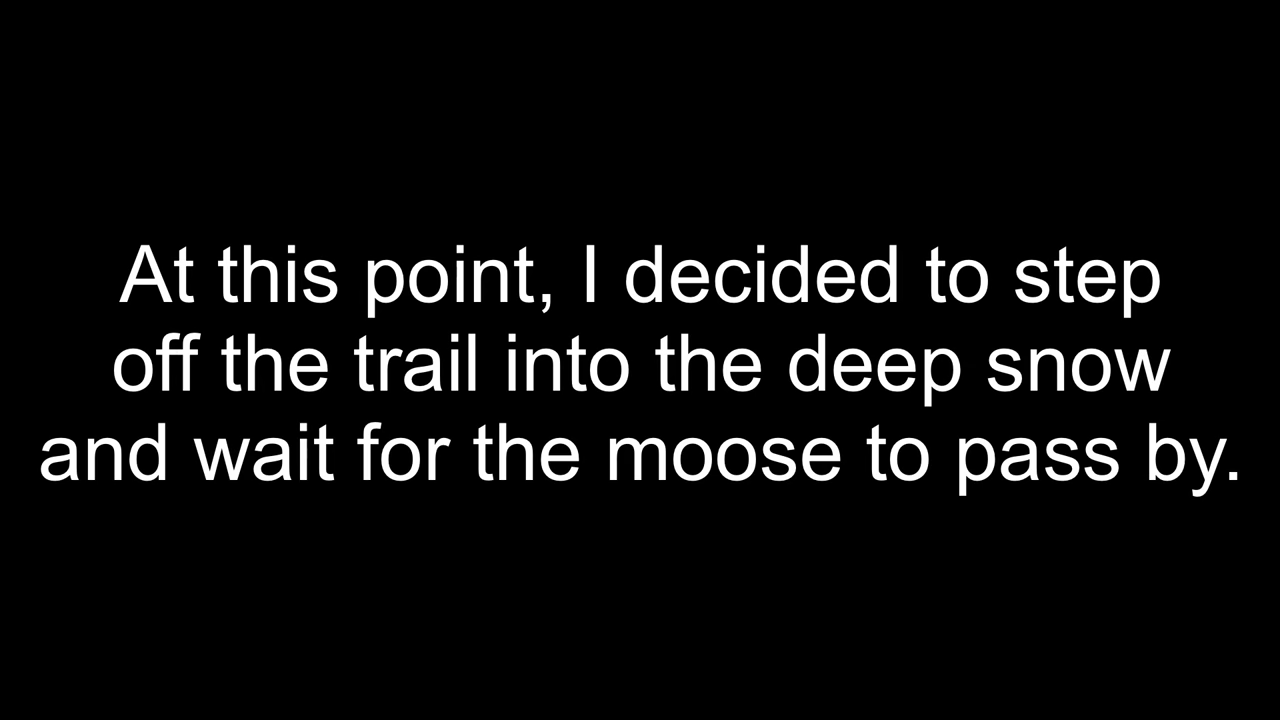 At this point, I decided to step
off the trail into the deep snow
and wait for the moose to pass by.